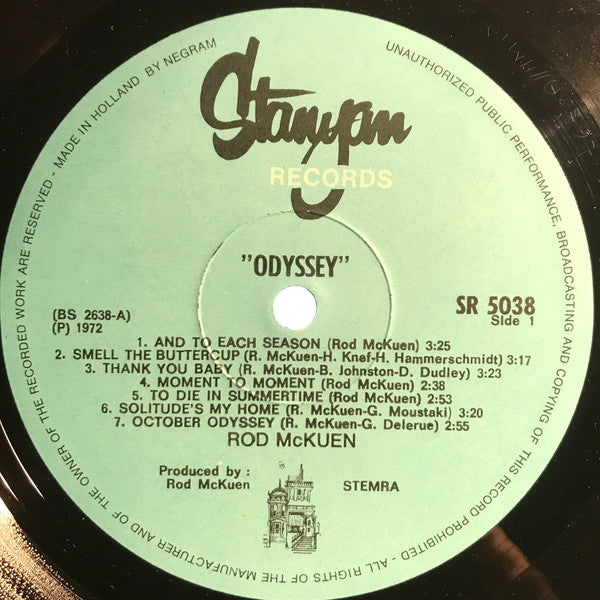 ALL RIGHTS OF THE MANUFACTURER AND OF THE OWNER OF THE RECORDED WORK ARE RESERVED - MADE IN HOLLAND BY NEGRAM
UNAUTHORIZED PUBLIC PERFORMANCE, BROADCASTING AND COPYING OF THIS RECORD PROHIBITED -
Stanyan
RECORDS
"ODYSSEY"
SR 5038
Side 1
(BS 2638-A)
(P) 1972
1. AND TO EACH SEASON (Rod McKuen) 3:25
2. SMELL THE BUTTERCUP (R. McKuen-H. Knef-H. Hammerschmidt) 3:17
3. THANK YOU BABY (R. McKuen-B. Johnston-D. Dudley) 3:23
4. MOMENT TO MOMENT (Rod McKuen) 2:38
5. TO DIE IN SUMMERTIME (Rod McKuen) 2:53
6. SOLITUDE'S MY HOME (R. McKuen-G. Moustaki) 3:20
7. OCTOBER ODYSSEY (R. McKuen-G. Delerue) 2:55
ROD McKUEN
Produced by :
Rod McKuen
STEMRA